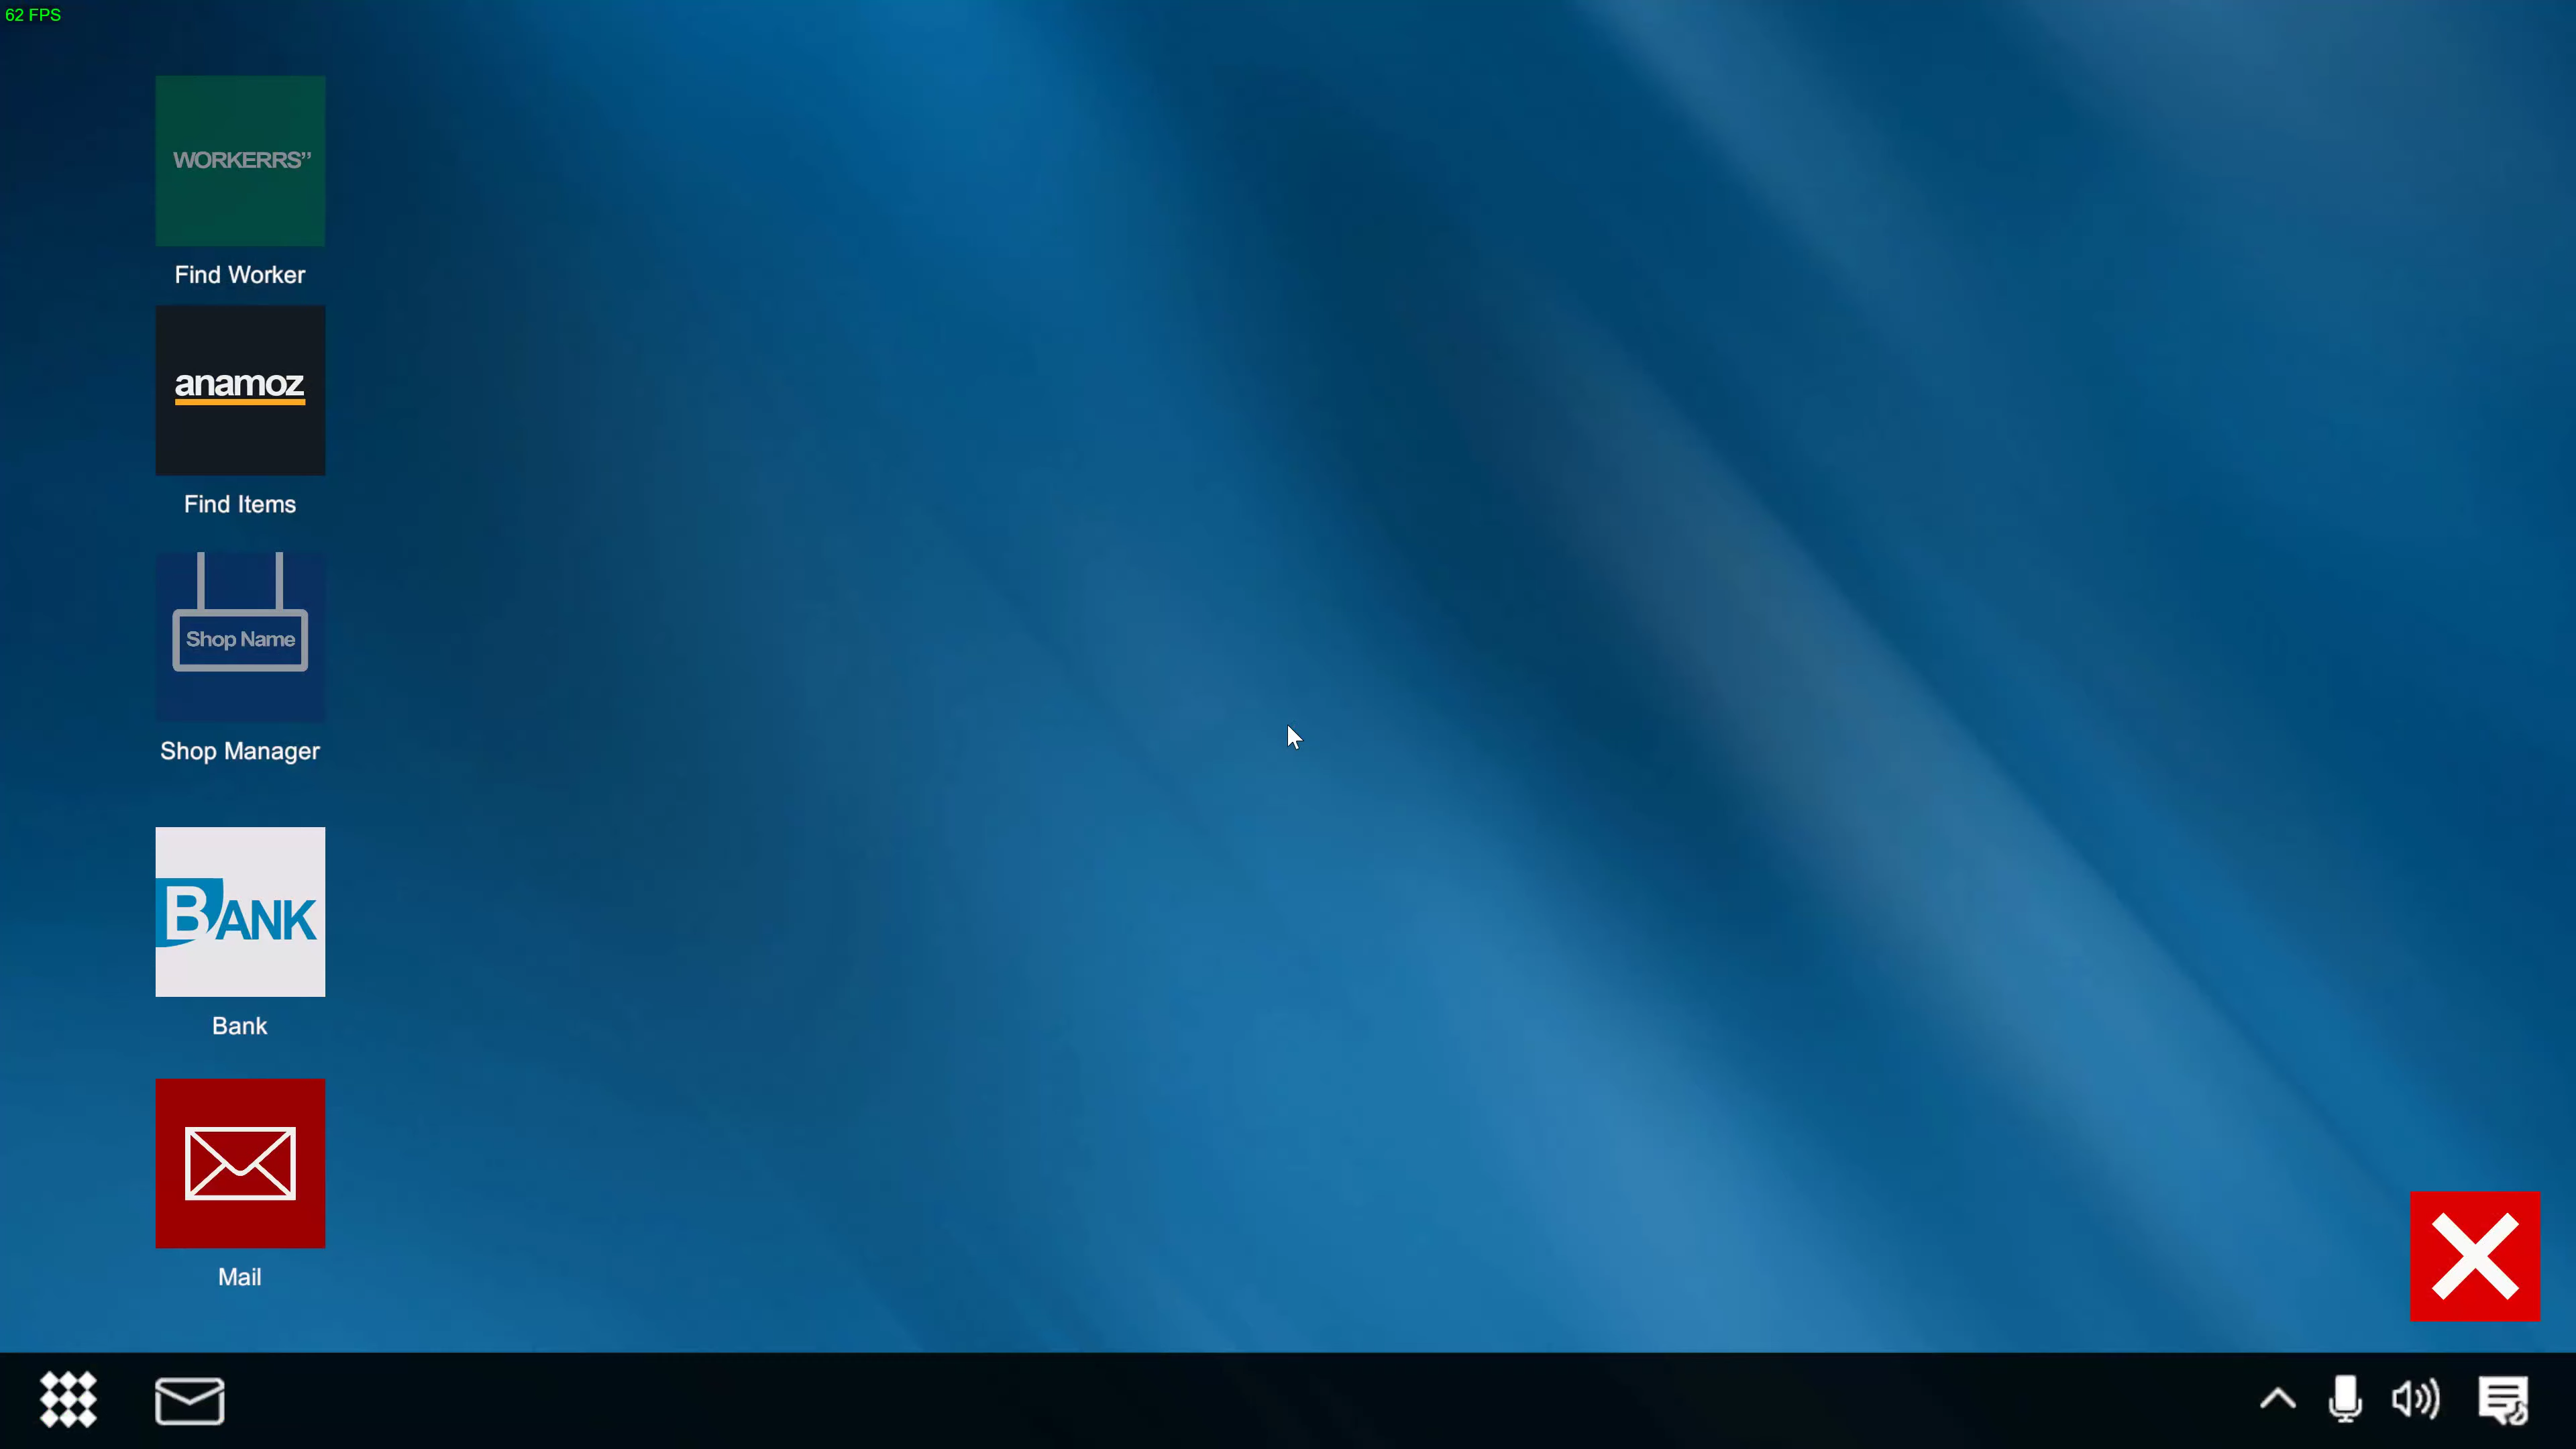 62 FPS
WORKERRS”
Find Worker
anamoz
Find Items
Shop Name
Shop Manager
BANK
Bank
Mail